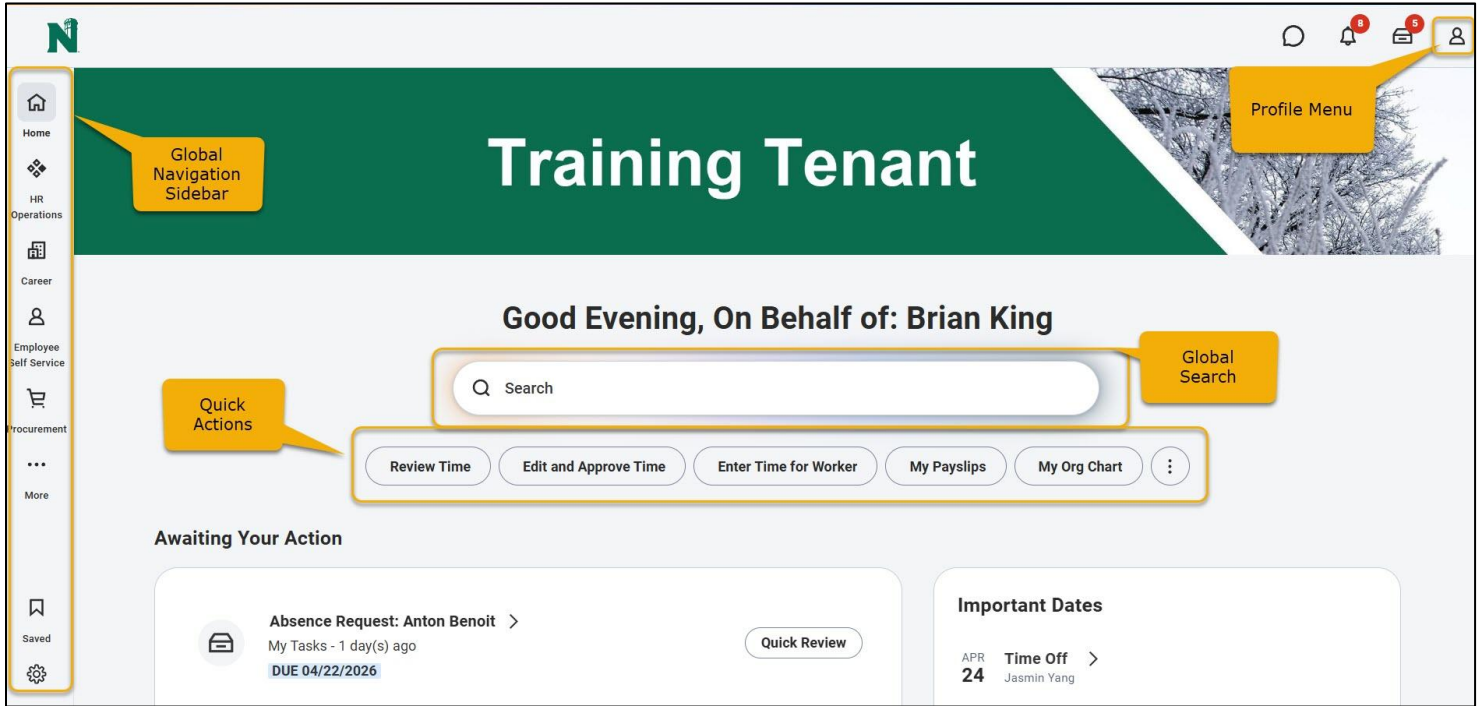 N
8
5
Profile Menu
Home
Global
Navigation
Sidebar
Training Tenant
HR
Operations
Career
Employee
Self Service
Procurement
More
Saved
Good Evening, On Behalf of: Brian King
Search
Global
Search
Quick
Actions
Review Time
Edit and Approve Time
Enter Time for Worker
My Payslips
My Org Chart
Awaiting Your Action
Absence Request: Anton Benoit
My Tasks - 1 day(s) ago
DUE 04/22/2026
Quick Review
Important Dates
APR
24
Time Off
Jasmin Yang